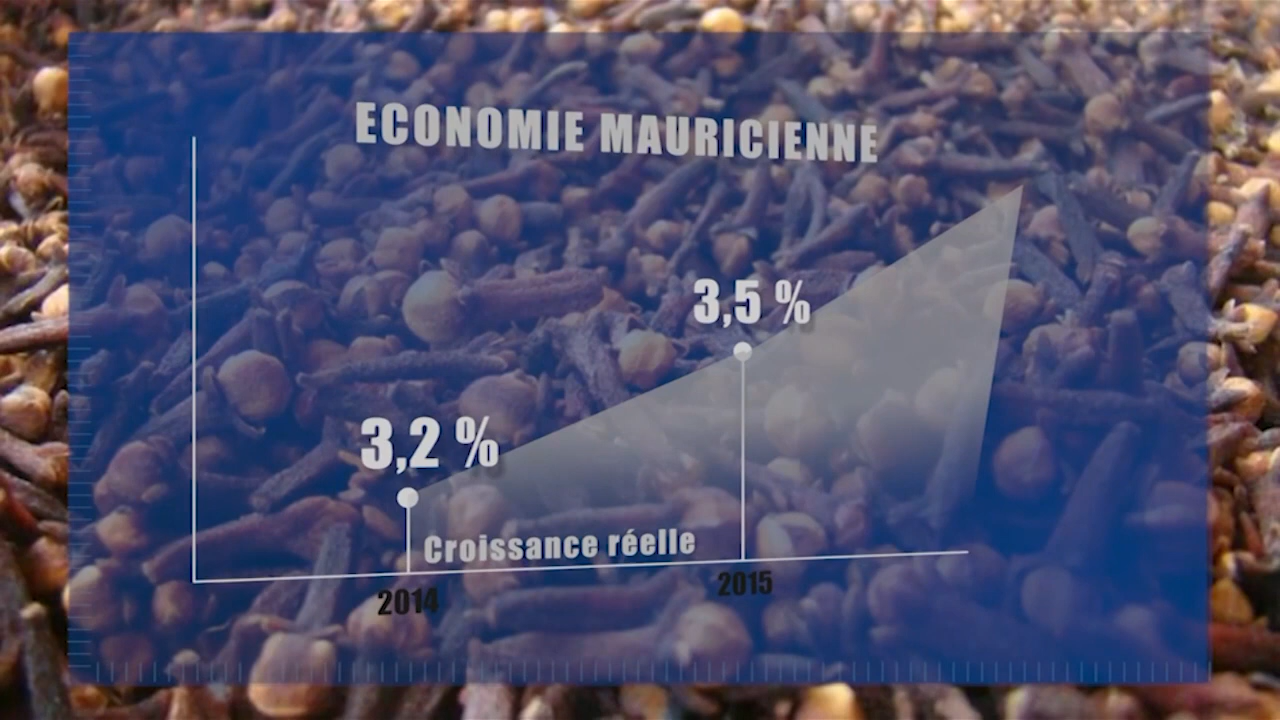 ECONOMIE MAURICIENNE
3,5 %
3,2 %
Croissance réelle
2014
2015